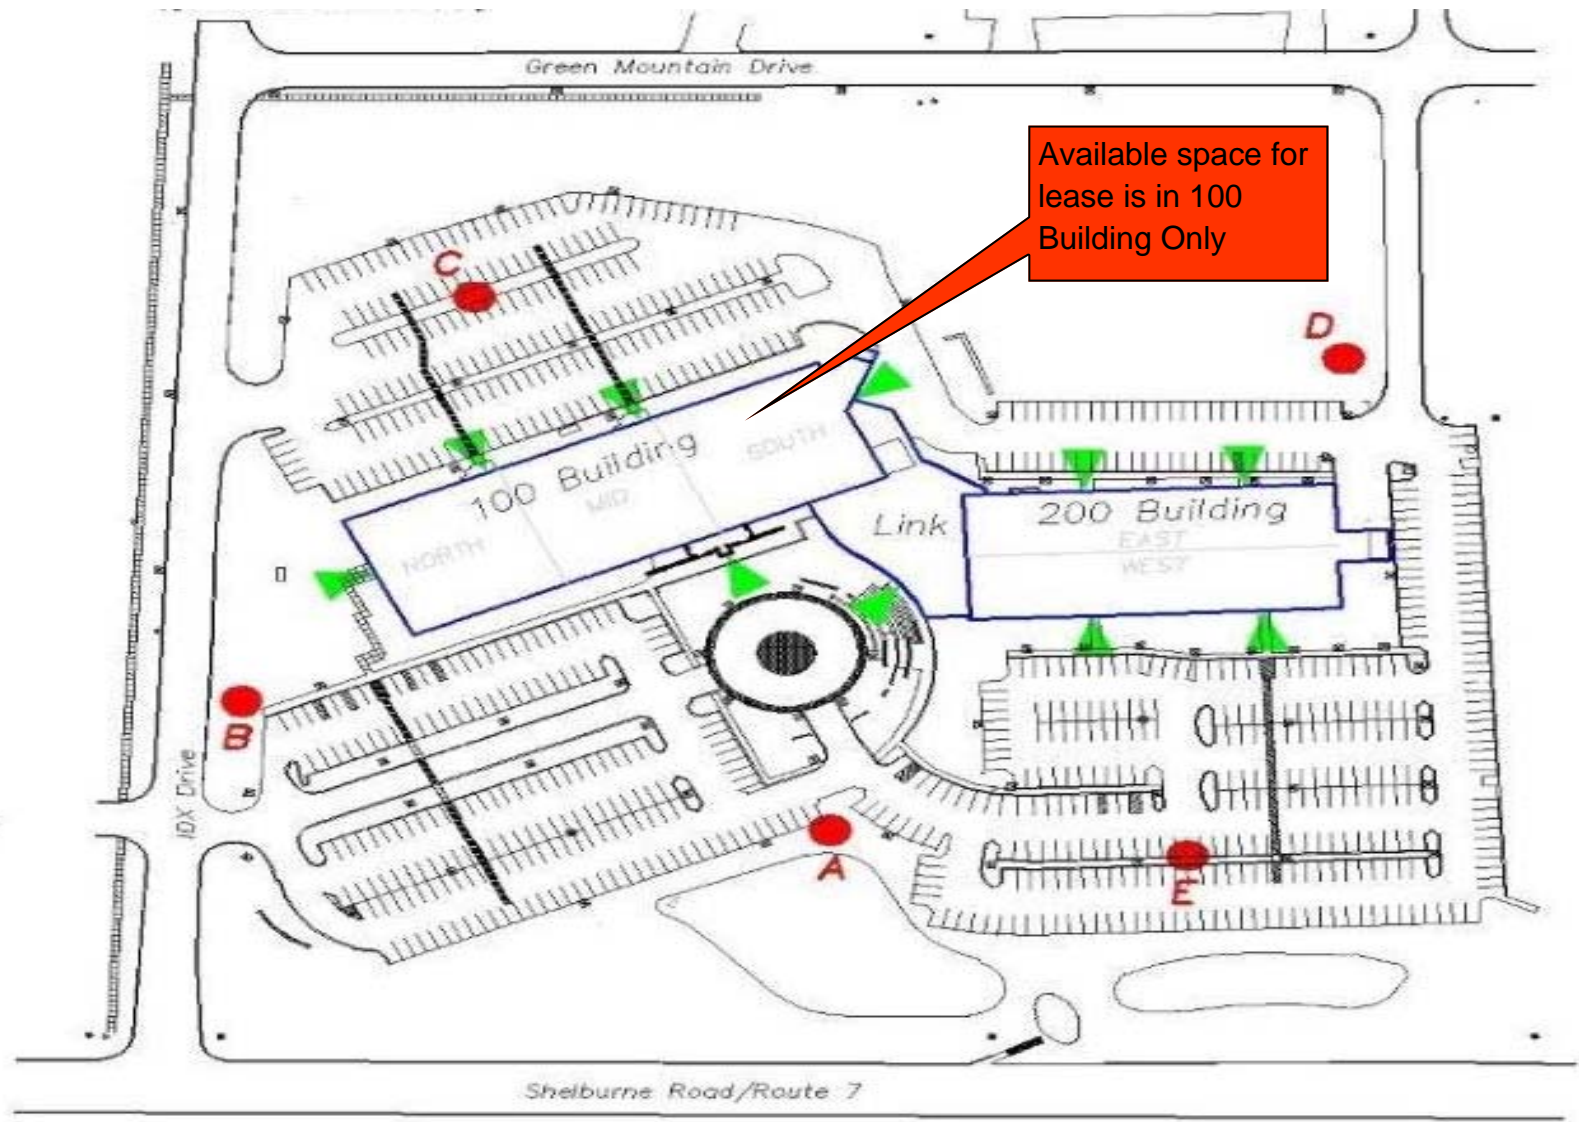 Green Mountain Drive
Available space for
lease is in 100
Building Only
C
D
100 Building
SOUTH
MID
NORTH
Link
200 Building
EAST
WEST
B
IDX Drive
A
E
Shelburne Road/Route 7